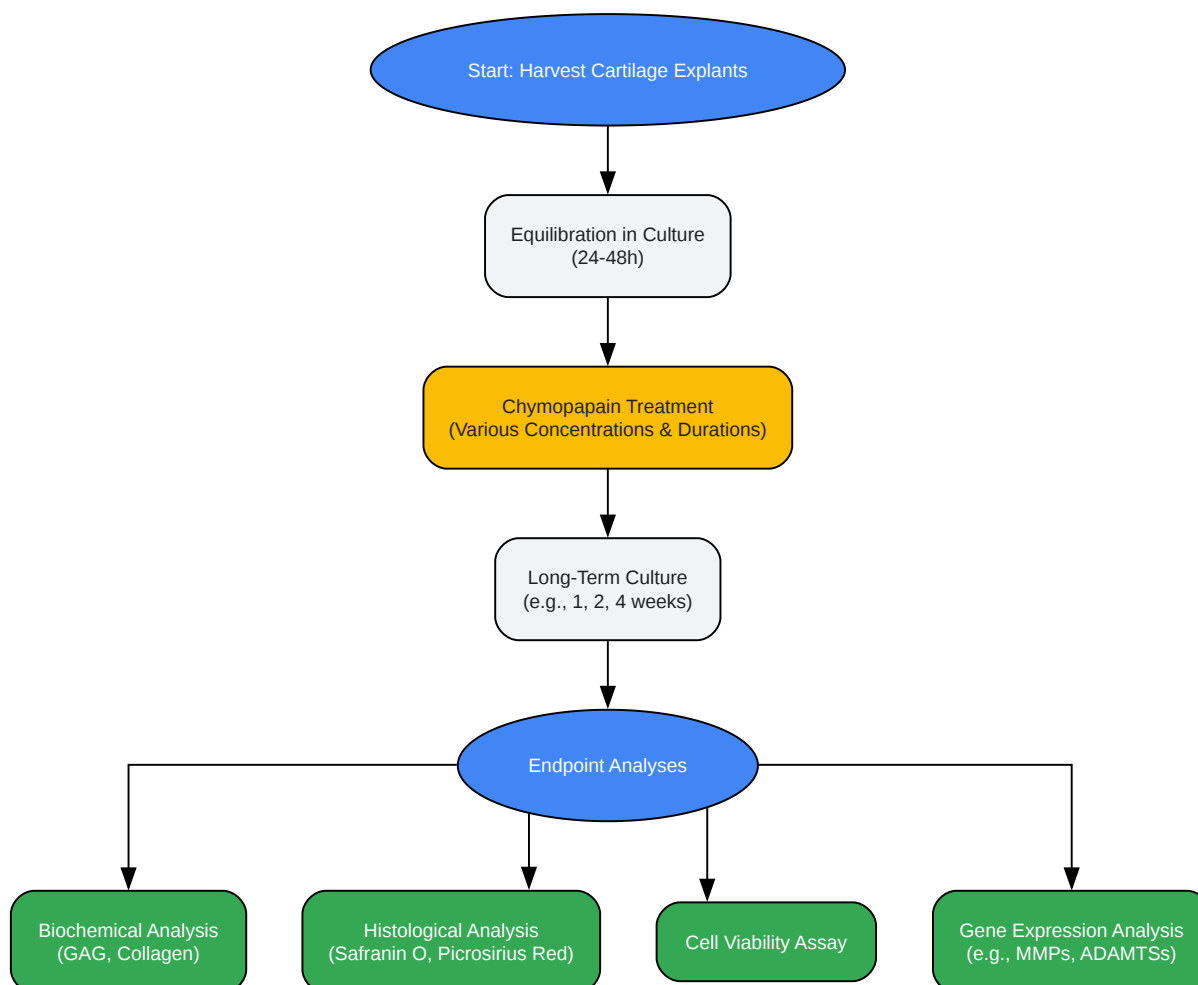 Start: Harvest Cartilage Explants
Equilibration in Culture
(24-48h)
Chymopapain Treatment
(Various Concentrations & Durations)
Long-Term Culture
(e.g., 1, 2, 4 weeks)
Endpoint Analyses
Biochemical Analysis
(GAG, Collagen)
Histological Analysis
(Safranin O, Picrosirius Red)
Cell Viability Assay
Gene Expression Analysis
(e.g., MMPs, ADAMTSs)